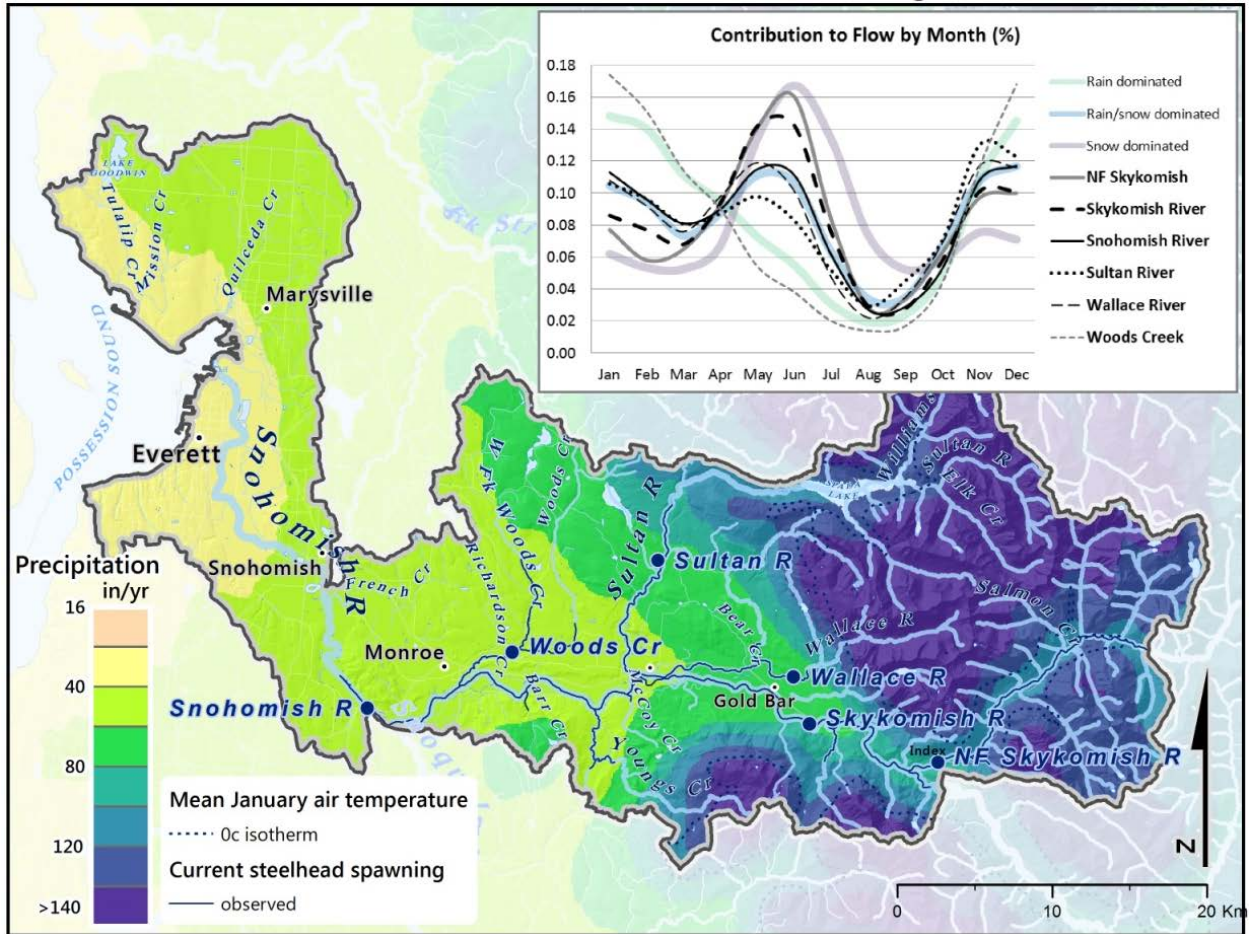 Contribution to Flow by Month (%)
0.18
0.16
0.14
0.12
0.10
0.08
0.06
0.04
0.02
0.00
Jan Feb Mar Apr May Jun Jul Aug Sep Oct Nov Dec
Rain dominated
Rain/snow dominated
Snow dominated
NF Skykomish
Skykomish River
Snohomish River
Sultan River
Wallace River
Woods Creek
LAKE
GOODWIN
Tulalip Cr
Mission Cr
Quilceda Cr
Marysville
POSSESSION SOUND
Everett
Snohomish R
Snohomish
French Cr
Monroe
Richardson Cr
W Fk Woods Cr
Woods Cr
Woods Cr
Barr Cr
Youngs Cr
McCoy Cr
Sultan R
Sultan R
Bear Cr
Wallace R
Wallace R
Gold Bar
Skykomish R
Index
NF Skykomish R
Snohomish R
Williams
Sultan R
Elk Cr
Salmon Cr
LAKE
Precipitation
in/yr
16
40
80
120
>140
Mean January air temperature
0c isotherm
Current steelhead spawning
observed
N
0 10 20 Km